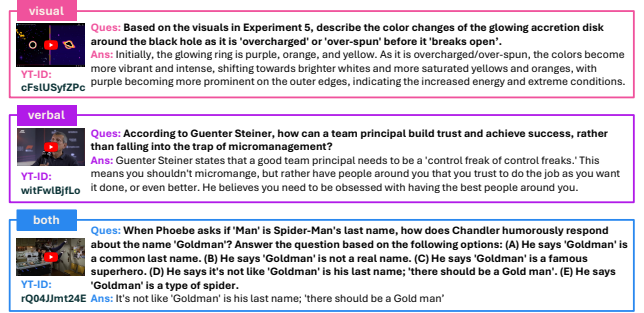 visual
Ques: Based on the visuals in Experiment 5, describe the color changes of the glowing accretion disk
around the black hole as it is 'overcharged' or 'over-spun' before it 'breaks open'.
Ans: Initially, the glowing ring is purple, orange, and yellow. As it is overcharged/over-spun, the colors become
more vibrant and intense, shifting towards brighter whites and more saturated yellows and oranges, with
purple becoming more prominent on the outer edges, indicating the increased energy and extreme conditions.
YT-ID:
cFslUSyfZPc
verbal
Ques: According to Guenter Steiner, how can a team principal build trust and achieve success, rather
than falling into the trap of micromanagement?
Ans: Guenter Steiner states that a good team principal needs to be a 'control freak of control freaks.' This
means you shouldn't micromange, but rather have people around you that you trust to do the job as you want
it done, or even better. He believes you need to be obsessed with having the best people around you.
YT-ID:
witFwlBjfLo
both
Ques: When Phoebe asks if 'Man' is Spider-Man's last name, how does Chandler humorously respond
about the name 'Goldman'? Answer the question based on the following options: (A) He says 'Goldman' is
a common last name. (B) He says 'Goldman' is not a real name. (C) He says 'Goldman' is a famous
superhero. (D) He says it's not like 'Goldman' is his last name; 'there should be a Gold man'. (E) He says
'Goldman' is a type of spider.
Ans: It's not like 'Goldman' is his last name; 'there should be a Gold man'
YT-ID:
rQ04JJmt24E